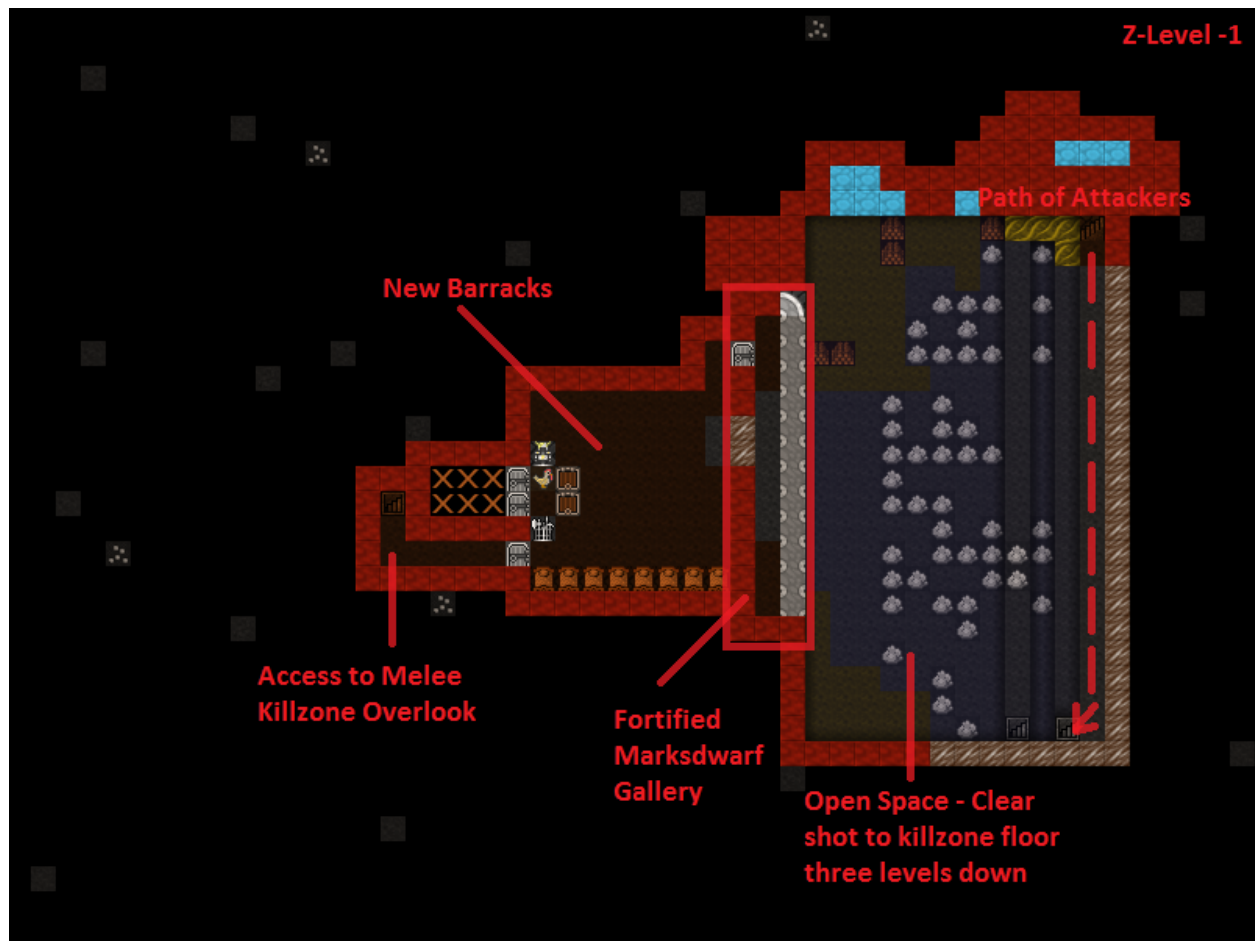 Z-Level -1
Path of Attackers
New Barracks
Access to Melee
Killzone Overlook
Fortified
Marksdwarf
Gallery
Open Space - Clear
shot to killzone floor
three levels down